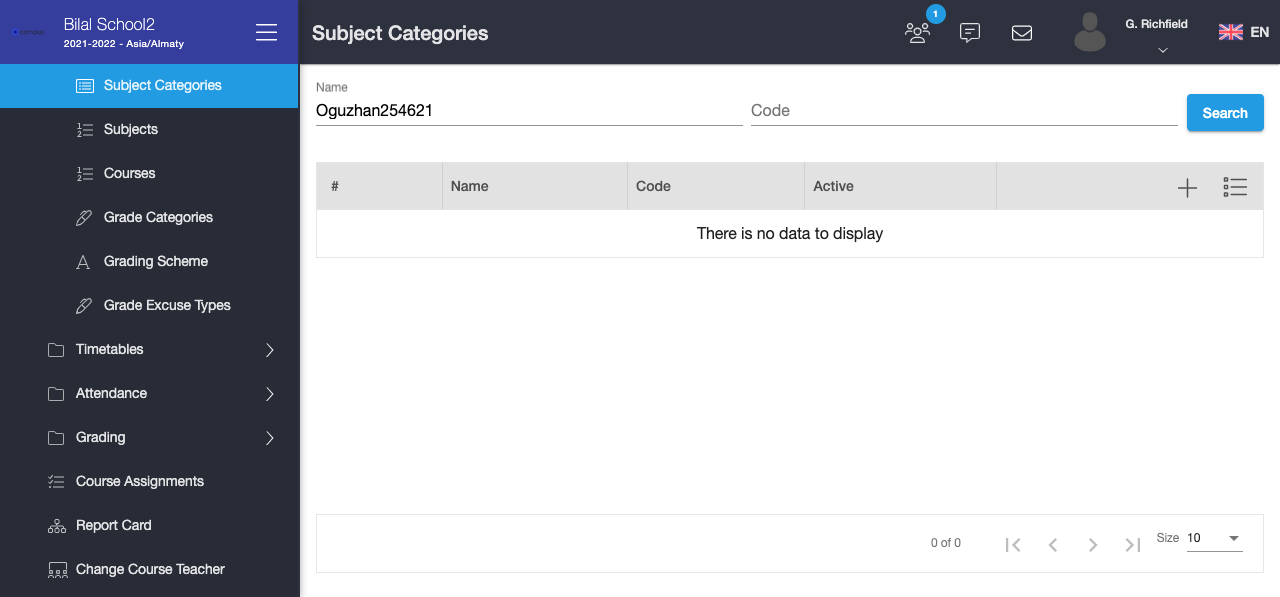 Bilal School2
2021-2022 - Asia/Almaty
Subject Categories
1
G. Richfield
EN
Subject Categories
Subjects
Courses
Grade Categories
Grading Scheme
Grade Excuse Types
Timetables
Attendance
Grading
Course Assignments
Report Card
Change Course Teacher
Name
Oguzhan254621
Code
Search
# Name Code Active
There is no data to display
0 of 0
Size 10